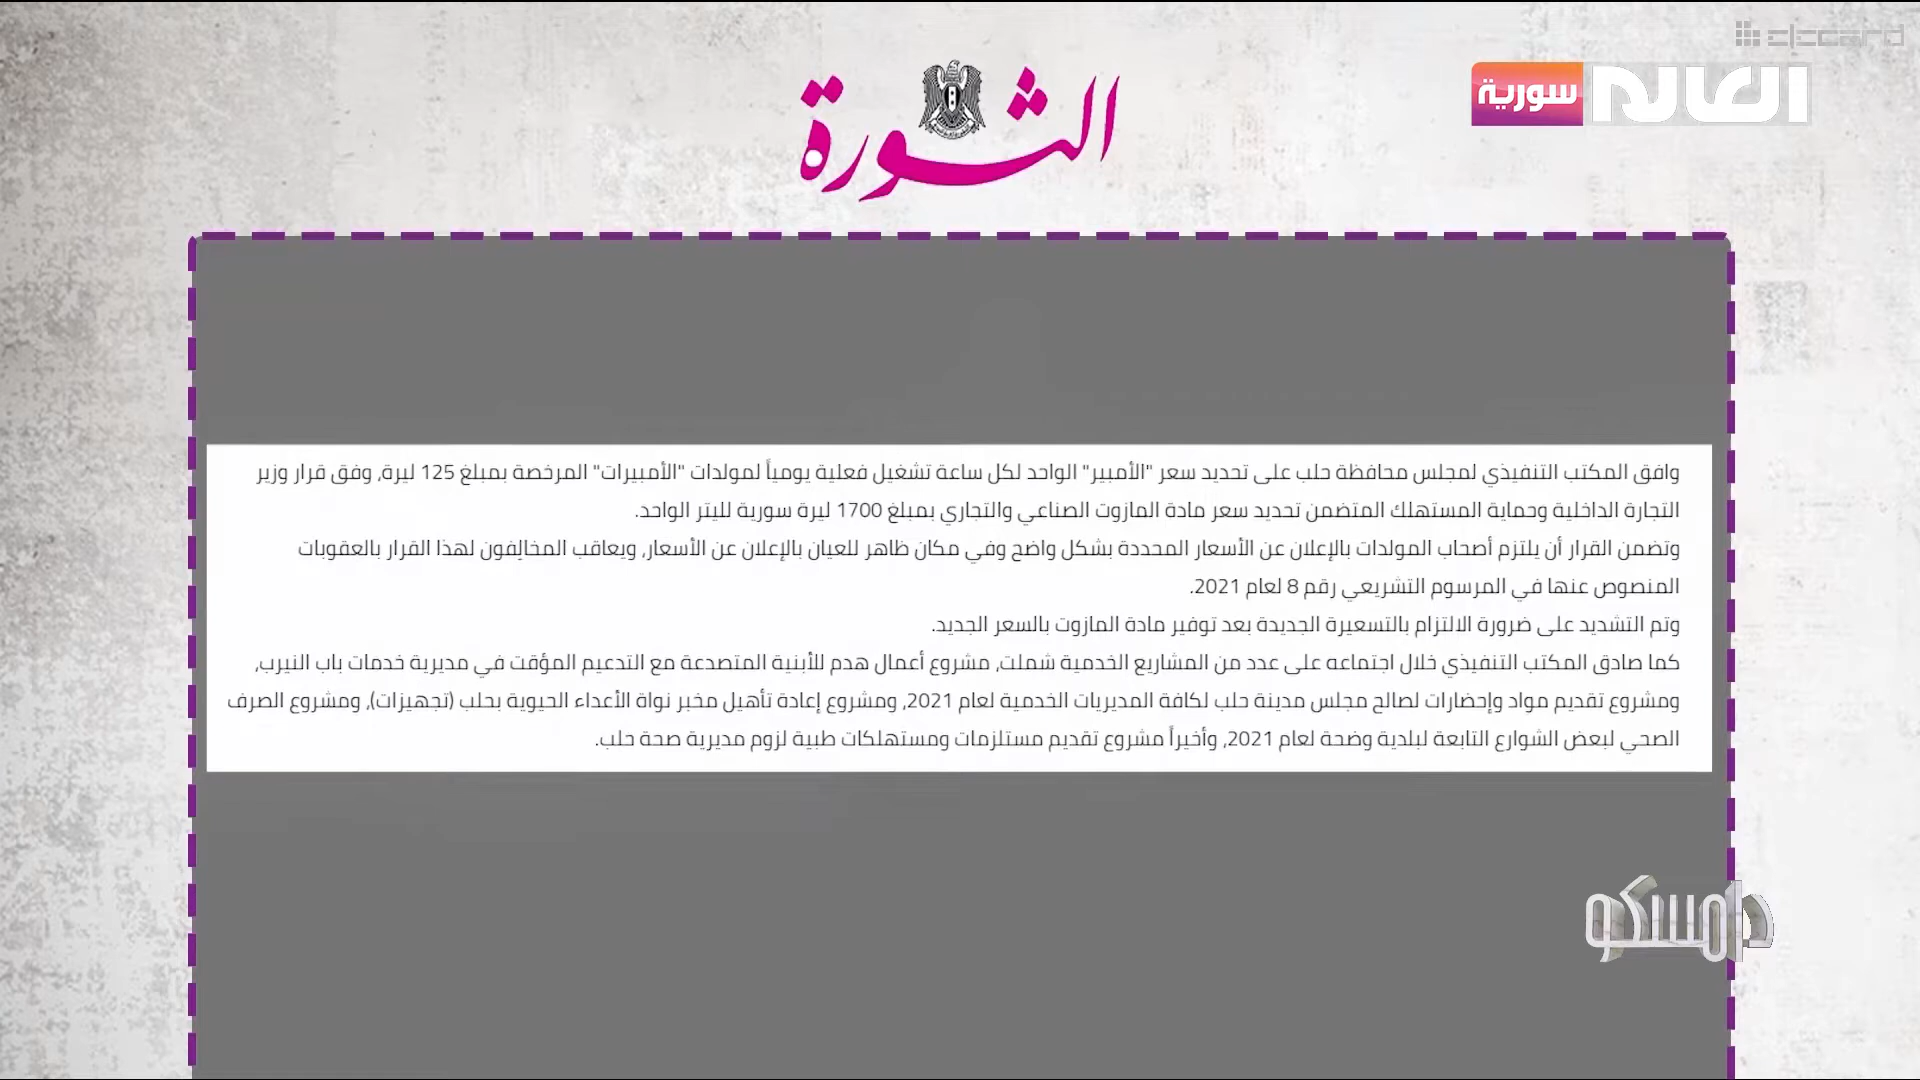 elecard
العالم سورية
الثورة
وافق المكتب التنفيذي لمجلس محافظة حلب على تحديد سعر "الأمبير" الواحد لكل ساعة تشغيل فعلية يومياً لمولدات "الأمبيرات" المرخصة بمبلغ 125 ليرة، وفق قرار وزير
التجارة الداخلية وحماية المستهلك المتضمن تحديد سعر مادة المازوت الصناعي والتجاري بمبلغ 1700 ليرة سورية لليتر الواحد.
وتضمن القرار أن يلتزم أصحاب المولدات بالإعلان عن الأسعار المحددة بشكل واضح وفي مكان ظاهر للعيان بالإعلان عن الأسعار، ويعاقب المخالِفون لهذا القرار بالعقوبات
المنصوص عنها في المرسوم التشريعي رقم 8 لعام 2021.
وتم التشديد على ضرورة الالتزام بالتسعيرة الجديدة بعد توفير مادة المازوت بالسعر الجديد.
كما صادق المكتب التنفيذي خلال اجتماعه على عدد من المشاريع الخدمية شملت، مشروع أعمال هدم للأبنية المتصدعة مع التدعيم المؤقت في مديرية خدمات باب النيرب،
ومشروع تقديم مواد وإحضارات لصالح مجلس مدينة حلب لكافة المديريات الخدمية لعام 2021، ومشروع إعادة تأهيل مخبر نواة الأعداء الحيوية بحلب (تجهيزات)، ومشروع الصرف
الصحي لبعض الشوارع التابعة لبلدية وضحة لعام 2021، وأخيراً مشروع تقديم مستلزمات ومستهلكات طبية لزوم مديرية صحة حلب.
دامسكو